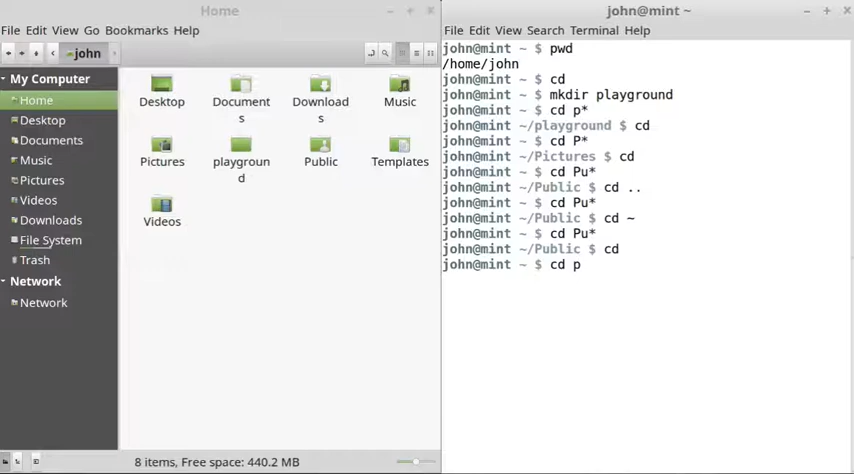 Home
File Edit View Go Bookmarks Help
john
My Computer
Home
Desktop
Documents
Music
Pictures
Videos
Downloads
File System
Trash
Network
Network
Desktop
Document
s
Download
s
Music
Pictures
playgroun
d
Public
Templates
Videos
8 items, Free space: 440.2 MB
john@mint ~
File Edit View Search Terminal Help
john@mint ~ $ pwd
/home/john
john@mint ~ $ cd
john@mint ~ $ mkdir playground
john@mint ~ $ cd p*
john@mint ~/playground $ cd
john@mint ~ $ cd P*
john@mint ~/Pictures $ cd
john@mint ~ $ cd Pu*
john@mint ~/Public $ cd ..
john@mint ~ $ cd Pu*
john@mint ~/Public $ cd ~
john@mint ~ $ cd Pu*
john@mint ~/Public $ cd
john@mint ~ $ cd p